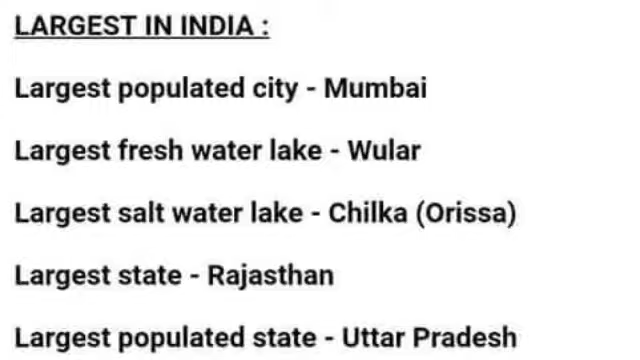 LARGEST IN INDIA :
Largest populated city - Mumbai
Largest fresh water lake - Wular
Largest salt water lake - Chilka (Orissa)
Largest state - Rajasthan
Largest populated state - Uttar Pradesh